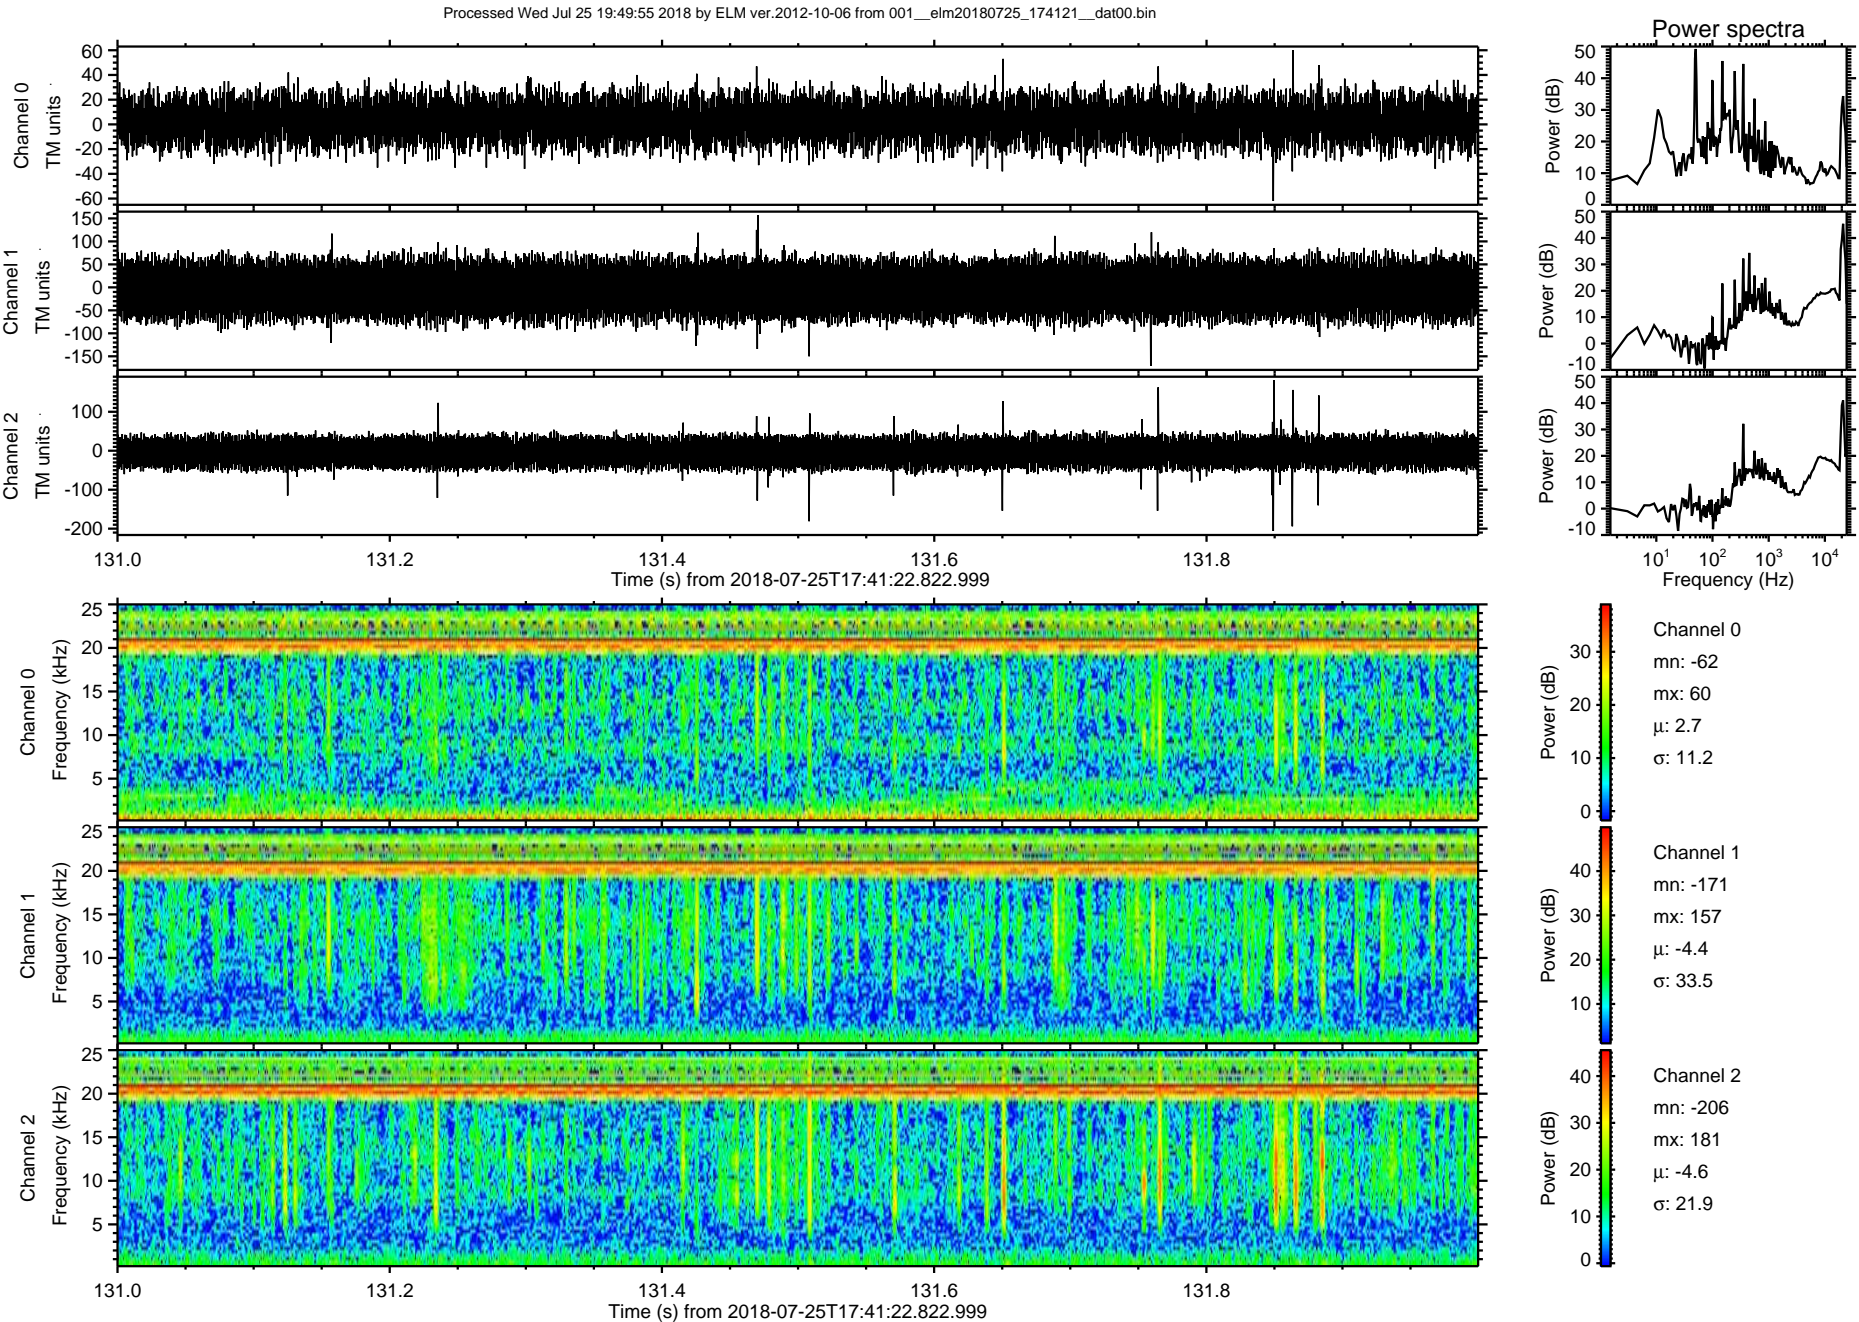 Processed Wed Jul 25 19:49:55 2018 by ELM ver.2012-10-06 from 001__elm20180725_174121__dat00.bin
Power spectra
Channel 0
TM units
60
40
20
0
-20
-40
-60
Power (dB)
50
40
30
20
10
0
Channel 1
TM units
150
100
50
0
-50
-100
-150
Power (dB)
50
40
30
20
10
0
-10
Channel 2
TM units
100
0
-100
-200
Power (dB)
50
40
30
20
10
0
-10
131.0 131.2 131.4 131.6 131.8
Time (s) from 2018-07-25T17:41:22.822.999
10^1 10^2 10^3 10^4
Frequency (Hz)
Channel 0
Frequency (kHz)
25
20
15
10
5
Power (dB)
30
20
10
0
Channel 0
mn: -62
mx: 60
μ: 2.7
σ: 11.2
Channel 1
Frequency (kHz)
25
20
15
10
5
Power (dB)
40
30
20
10
Channel 1
mn: -171
mx: 157
μ: -4.4
σ: 33.5
Channel 2
Frequency (kHz)
25
20
15
10
5
Power (dB)
40
30
20
10
0
Channel 2
mn: -206
mx: 181
μ: -4.6
σ: 21.9
131.0 131.2 131.4 131.6 131.8
Time (s) from 2018-07-25T17:41:22.822.999